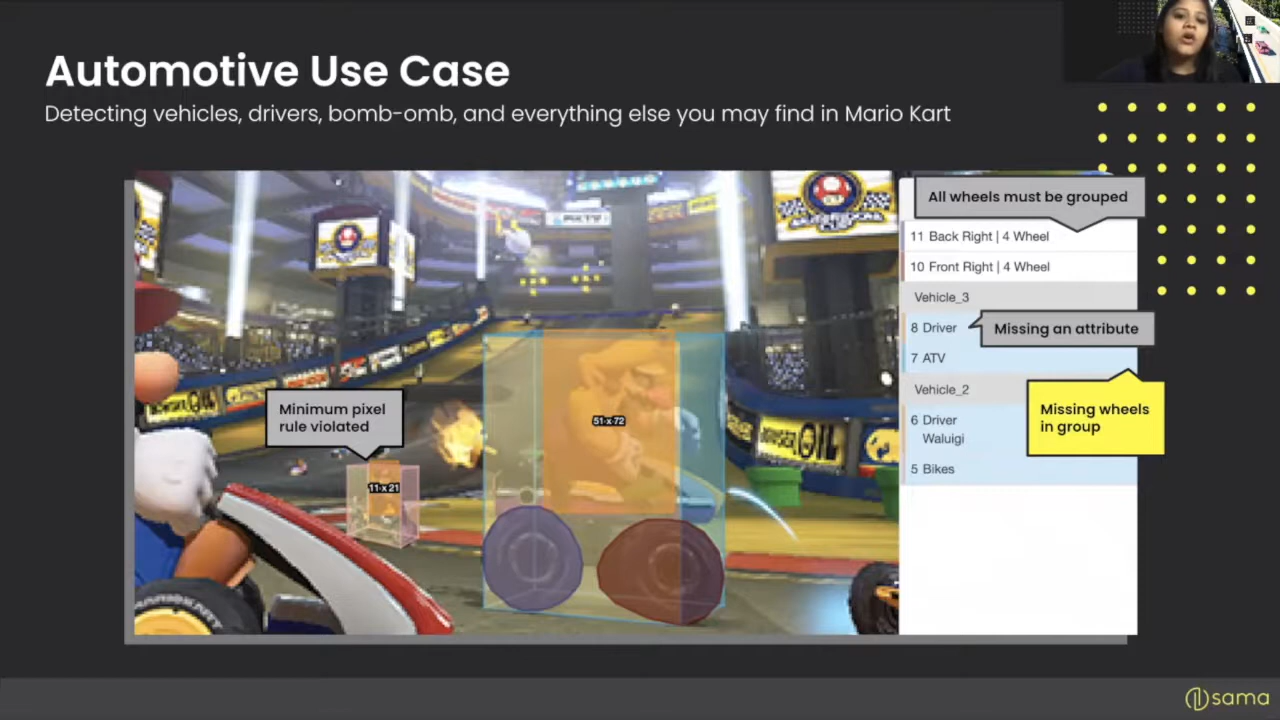 Automotive Use Case
Detecting vehicles, drivers, bomb-omb, and everything else you may find in Mario Kart
All wheels must be grouped
11 Back Right | 4 Wheel
10 Front Right | 4 Wheel
Vehicle_3
8 Driver
Missing an attribute
7 ATV
Vehicle_2
Missing wheels
in group
6 Driver
Waluigi
5 Bikes
Minimum pixel
rule violated
51 x 72
11 x 21
BOWSER OIL
sama